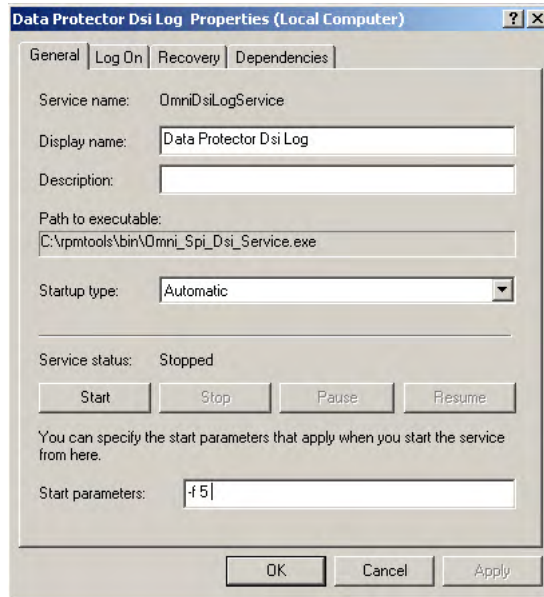 Data Protector Dsi Log Properties (Local Computer) ? X
General Log On Recovery Dependencies
Service name: OmniDsiLogService
Display name: Data Protector Dsi Log
Description:
Path to executable:
C:\rpmtools\bin\Omni_Spi_Dsi_Service.exe
Startup type: Automatic
Service status: Stopped
Start Stop Pause Resume
You can specify the start parameters that apply when you start the service
from here.
Start parameters: -f 5
OK Cancel Apply